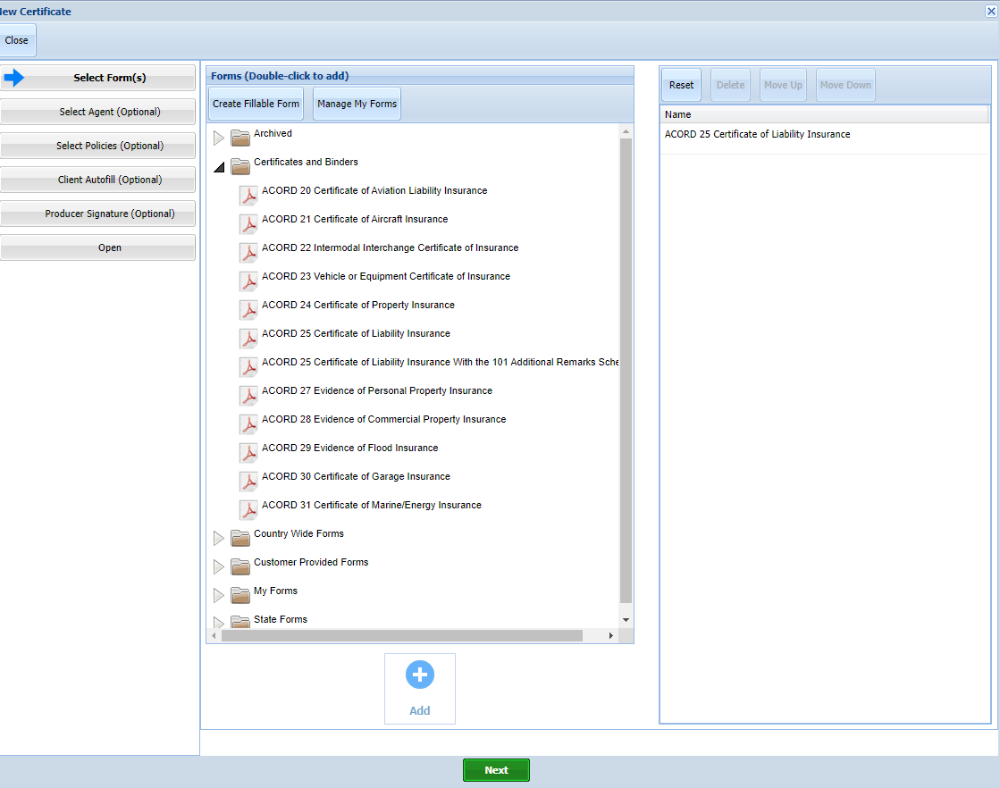 New Certificate
Close
Select Form(s)
Select Agent (Optional)
Select Policies (Optional)
Client Autofill (Optional)
Producer Signature (Optional)
Open
Forms (Double-click to add)
Create Fillable Form
Manage My Forms
Archived
Certificates and Binders
ACORD 20 Certificate of Aviation Liability Insurance
ACORD 21 Certificate of Aircraft Insurance
ACORD 22 Intermodal Interchange Certificate of Insurance
ACORD 23 Vehicle or Equipment Certificate of Insurance
ACORD 24 Certificate of Property Insurance
ACORD 25 Certificate of Liability Insurance
ACORD 25 Certificate of Liability Insurance With the 101 Additional Remarks Sche
ACORD 27 Evidence of Personal Property Insurance
ACORD 28 Evidence of Commercial Property Insurance
ACORD 29 Evidence of Flood Insurance
ACORD 30 Certificate of Garage Insurance
ACORD 31 Certificate of Marine/Energy Insurance
Country Wide Forms
Customer Provided Forms
My Forms
State Forms
Add
Reset
Delete
Move Up
Move Down
Name
ACORD 25 Certificate of Liability Insurance
Next